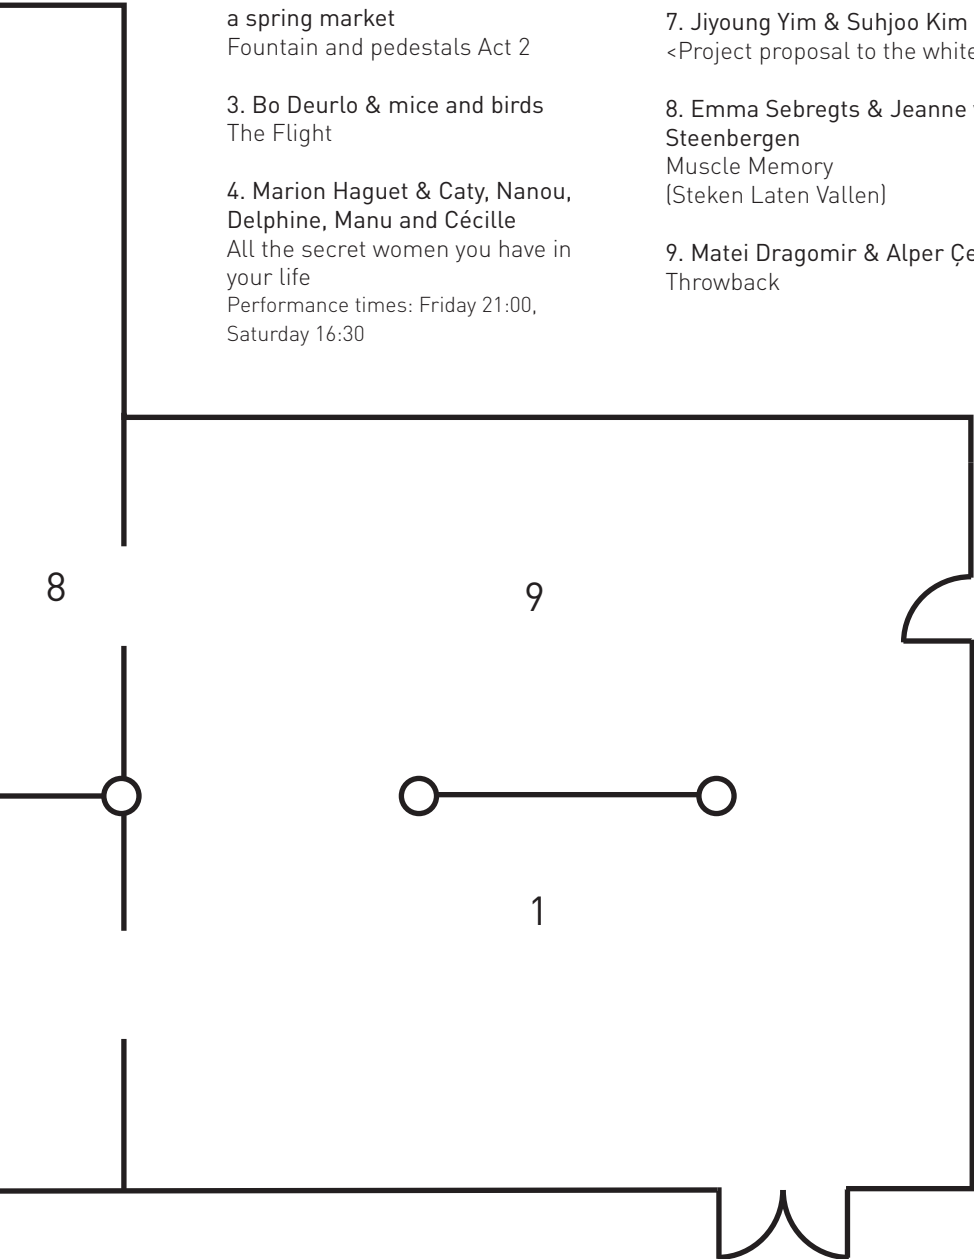 a spring market
Fountain and pedestals Act 2
3. Bo Deurlo & mice and birds
The Flight
4. Marion Haguet & Caty, Nanou,
Delphine, Manu and Cécille
All the secret women you have in
your life
Performance times: Friday 21:00,
Saturday 16:30
7. Jiyoung Yim & Suhjoo Kim
<Project proposal to the white
8. Emma Sebregts & Jeanne
Steenbergen
Muscle Memory
(Steken Laten Vallen)
9. Matei Dragomir & Alper Çe
Throwback
8
9
1